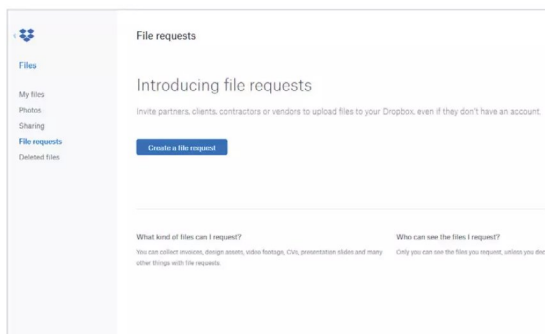 File requests
Files
My files
Photos
Sharing
File requests
Deleted files
Introducing file requests
Invite partners, clients, contractors or vendors to upload files to your Dropbox, even if they don't have an account.
Create a file request
What kind of files can I request?
You can collect invoices, design assets, video footage, CVs, presentation slides and many
other things with file requests.
Who can see the files I request?
Only you can see the files you request, unless you